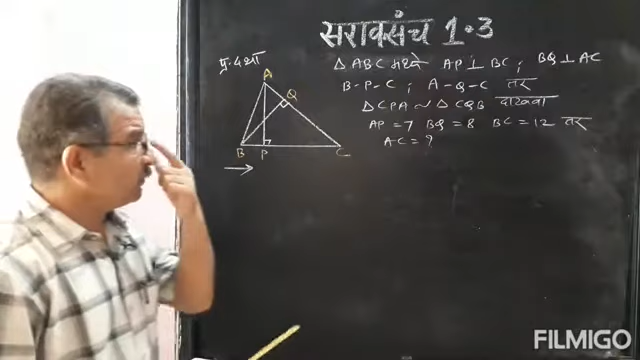 सरावसंच 1.3
प्र. 4था
△ ABC मध्ये AP ⊥ BC ; BQ ⊥ AC
B-P-C ; A-Q-C तर
△CPA ~ △CQB दाखवा
AP = 7 BQ = 8 BC = 12 तर
AC = ?
A
Q
B P C
FILMIGO